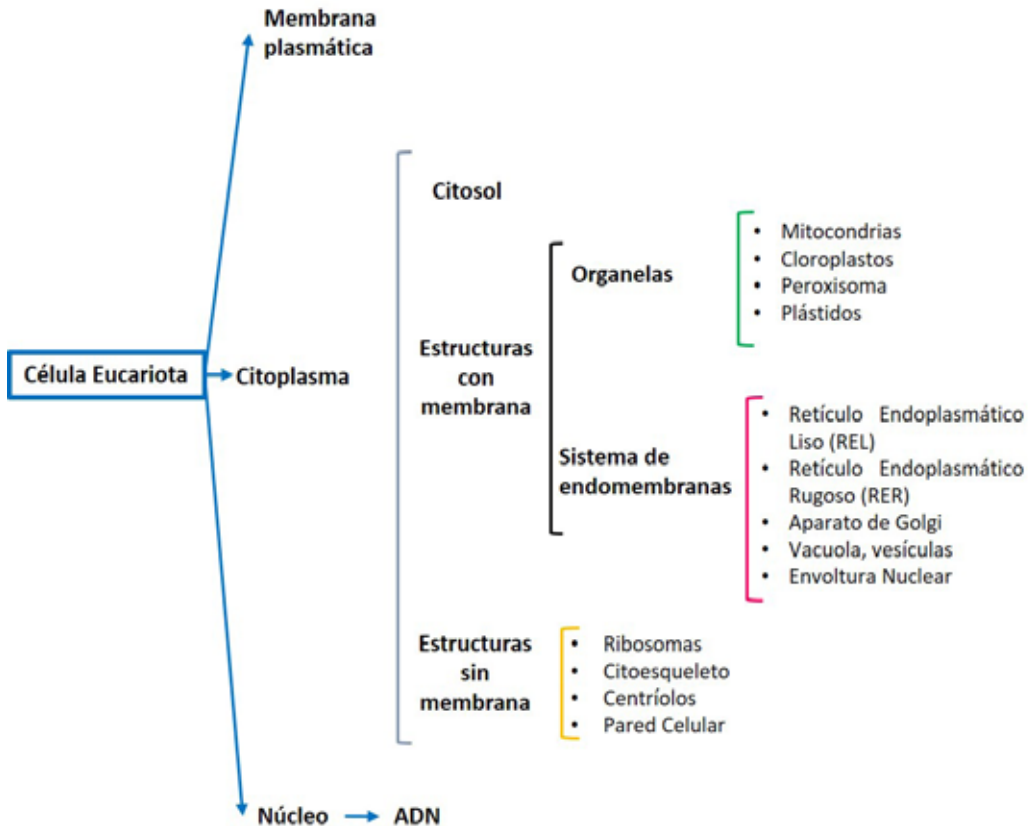 Membrana
plasmática
Célula Eucariota
Citoplasma
Citosol
Estructuras
con
membrana
Organelas
• Mitocondrias
• Cloroplastos
• Peroxisoma
• Plástidos
Sistema de
endomembranas
• Retículo Endoplasmático
Liso (REL)
• Retículo Endoplasmático
Rugoso (RER)
• Aparato de Golgi
• Vacuola, vesículas
• Envoltura Nuclear
Estructuras
sin
membrana
• Ribosomas
• Citoesqueleto
• Centríolos
• Pared Celular
Núcleo
ADN